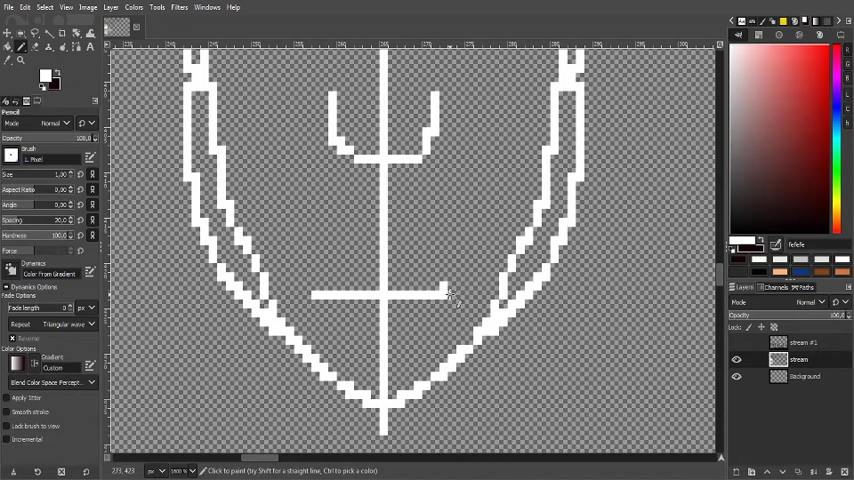 File Edit Select View Image Layer Colors Tools Filters Windows Help
Pencil
Mode Normal
Opacity 100,0
Brush
1. Pixel
Size 1,00
Aspect Ratio 0,00
Angle 0,00
Spacing 20,0
Hardness 100,0
Force
Dynamics
Color From Gradient
Dynamics Options
Fade Options
Fade length 0 px
Repeat Triangular wave
Reverse
Color Options
Gradient
Custom
Blend Color Space Percept...
Apply Jitter
Smooth stroke
Lock brush to view
Incremental
273, 423 px 1600 % Click to paint (try Shift for a straight line, Ctrl to pick a color)
R
G
B
L
C
h
fefefe
Layers Channels Paths
Mode Normal
Opacity 100,0
Lock:
stream #1
stream
Background